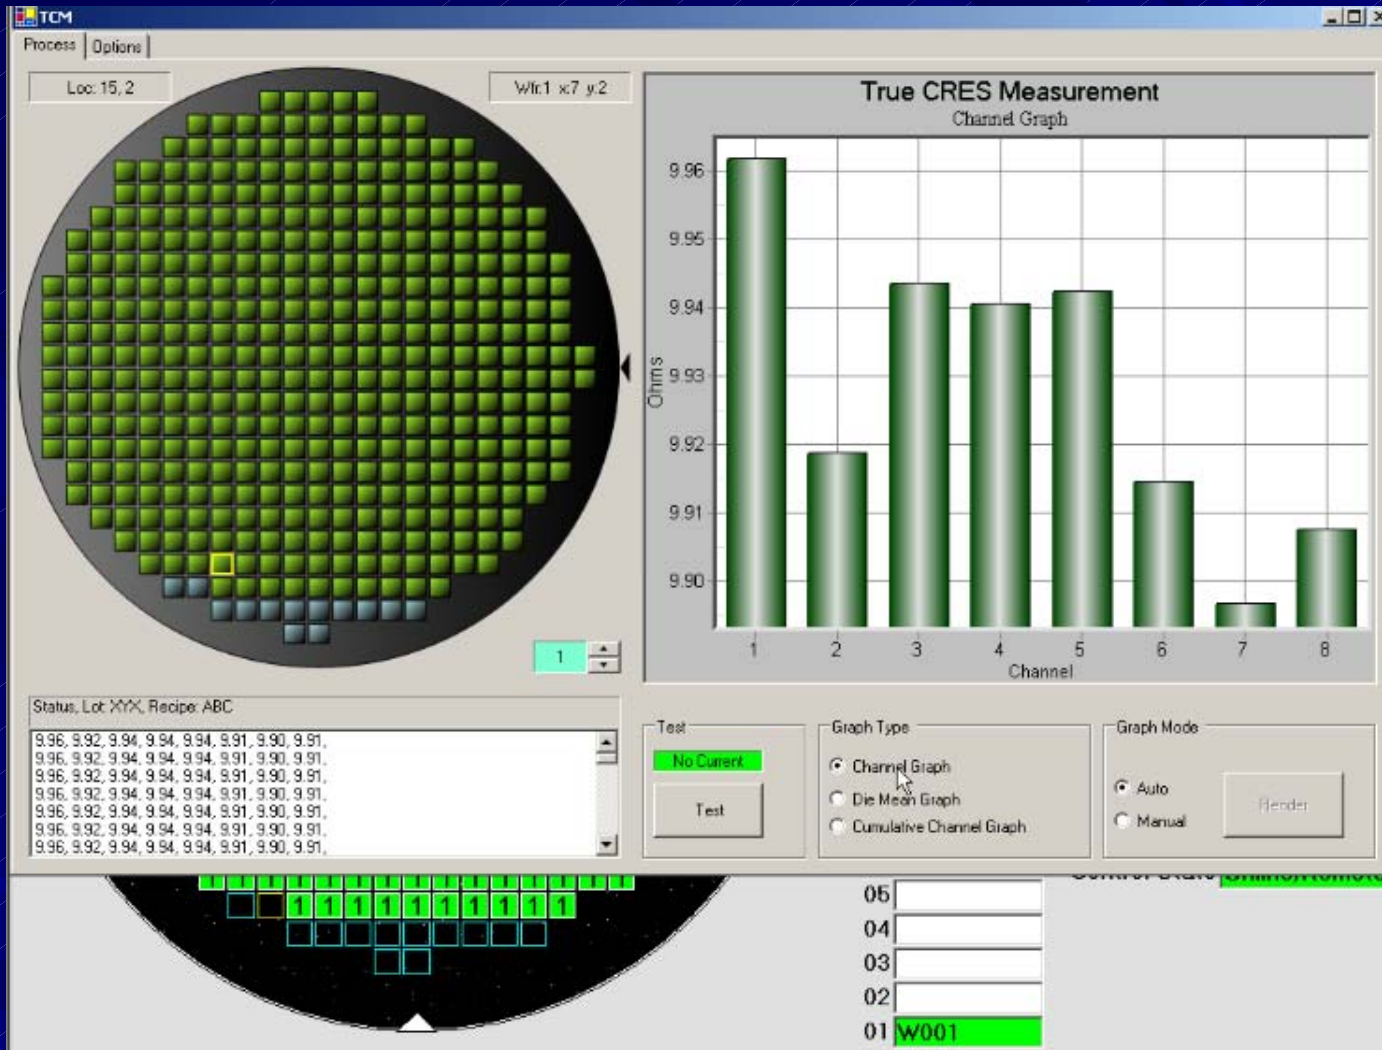 TCM
Process Options
Loc: 15, 2
Wfr:1 x:7 y:2
True CRES Measurement
Channel Graph
9.96
9.95
9.94
9.93
9.92
9.91
9.90
Ohms
1 2 3 4 5 6 7 8
Channel
1
Status, Lot: XYX, Recipe: ABC
9.96, 9.92, 9.94, 9.94, 9.94, 9.91, 9.90, 9.91,
9.96, 9.92, 9.94, 9.94, 9.94, 9.91, 9.90, 9.91,
9.96, 9.92, 9.94, 9.94, 9.94, 9.91, 9.90, 9.91,
9.96, 9.92, 9.94, 9.94, 9.94, 9.91, 9.90, 9.91,
9.96, 9.92, 9.94, 9.94, 9.94, 9.91, 9.90, 9.91,
9.96, 9.92, 9.94, 9.94, 9.94, 9.91, 9.90, 9.91,
9.96, 9.92, 9.94, 9.94, 9.94, 9.91, 9.90, 9.91,
Test
No Current
Test
Graph Type
Channel Graph
Die Mean Graph
Cumulative Channel Graph
Graph Mode
Auto
Manual
Render
1 1 1 1 1 1 1 1 1 1
05
04
03
02
01 W001